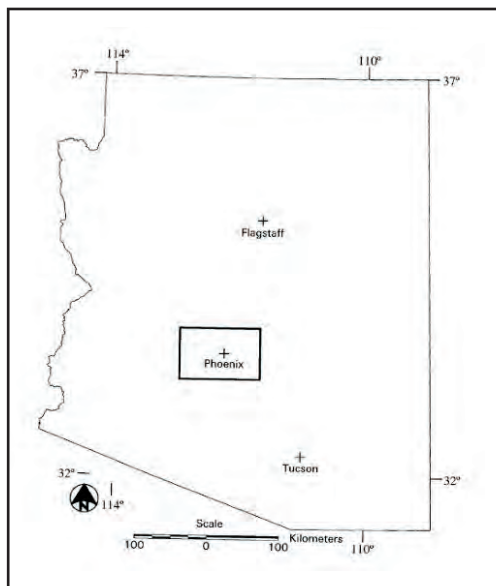 114°
110°
37°
37°
Flagstaff
Phoenix
Tucson
32°
32°
N
114°
Scale
Kilometers
100 0 100
110°